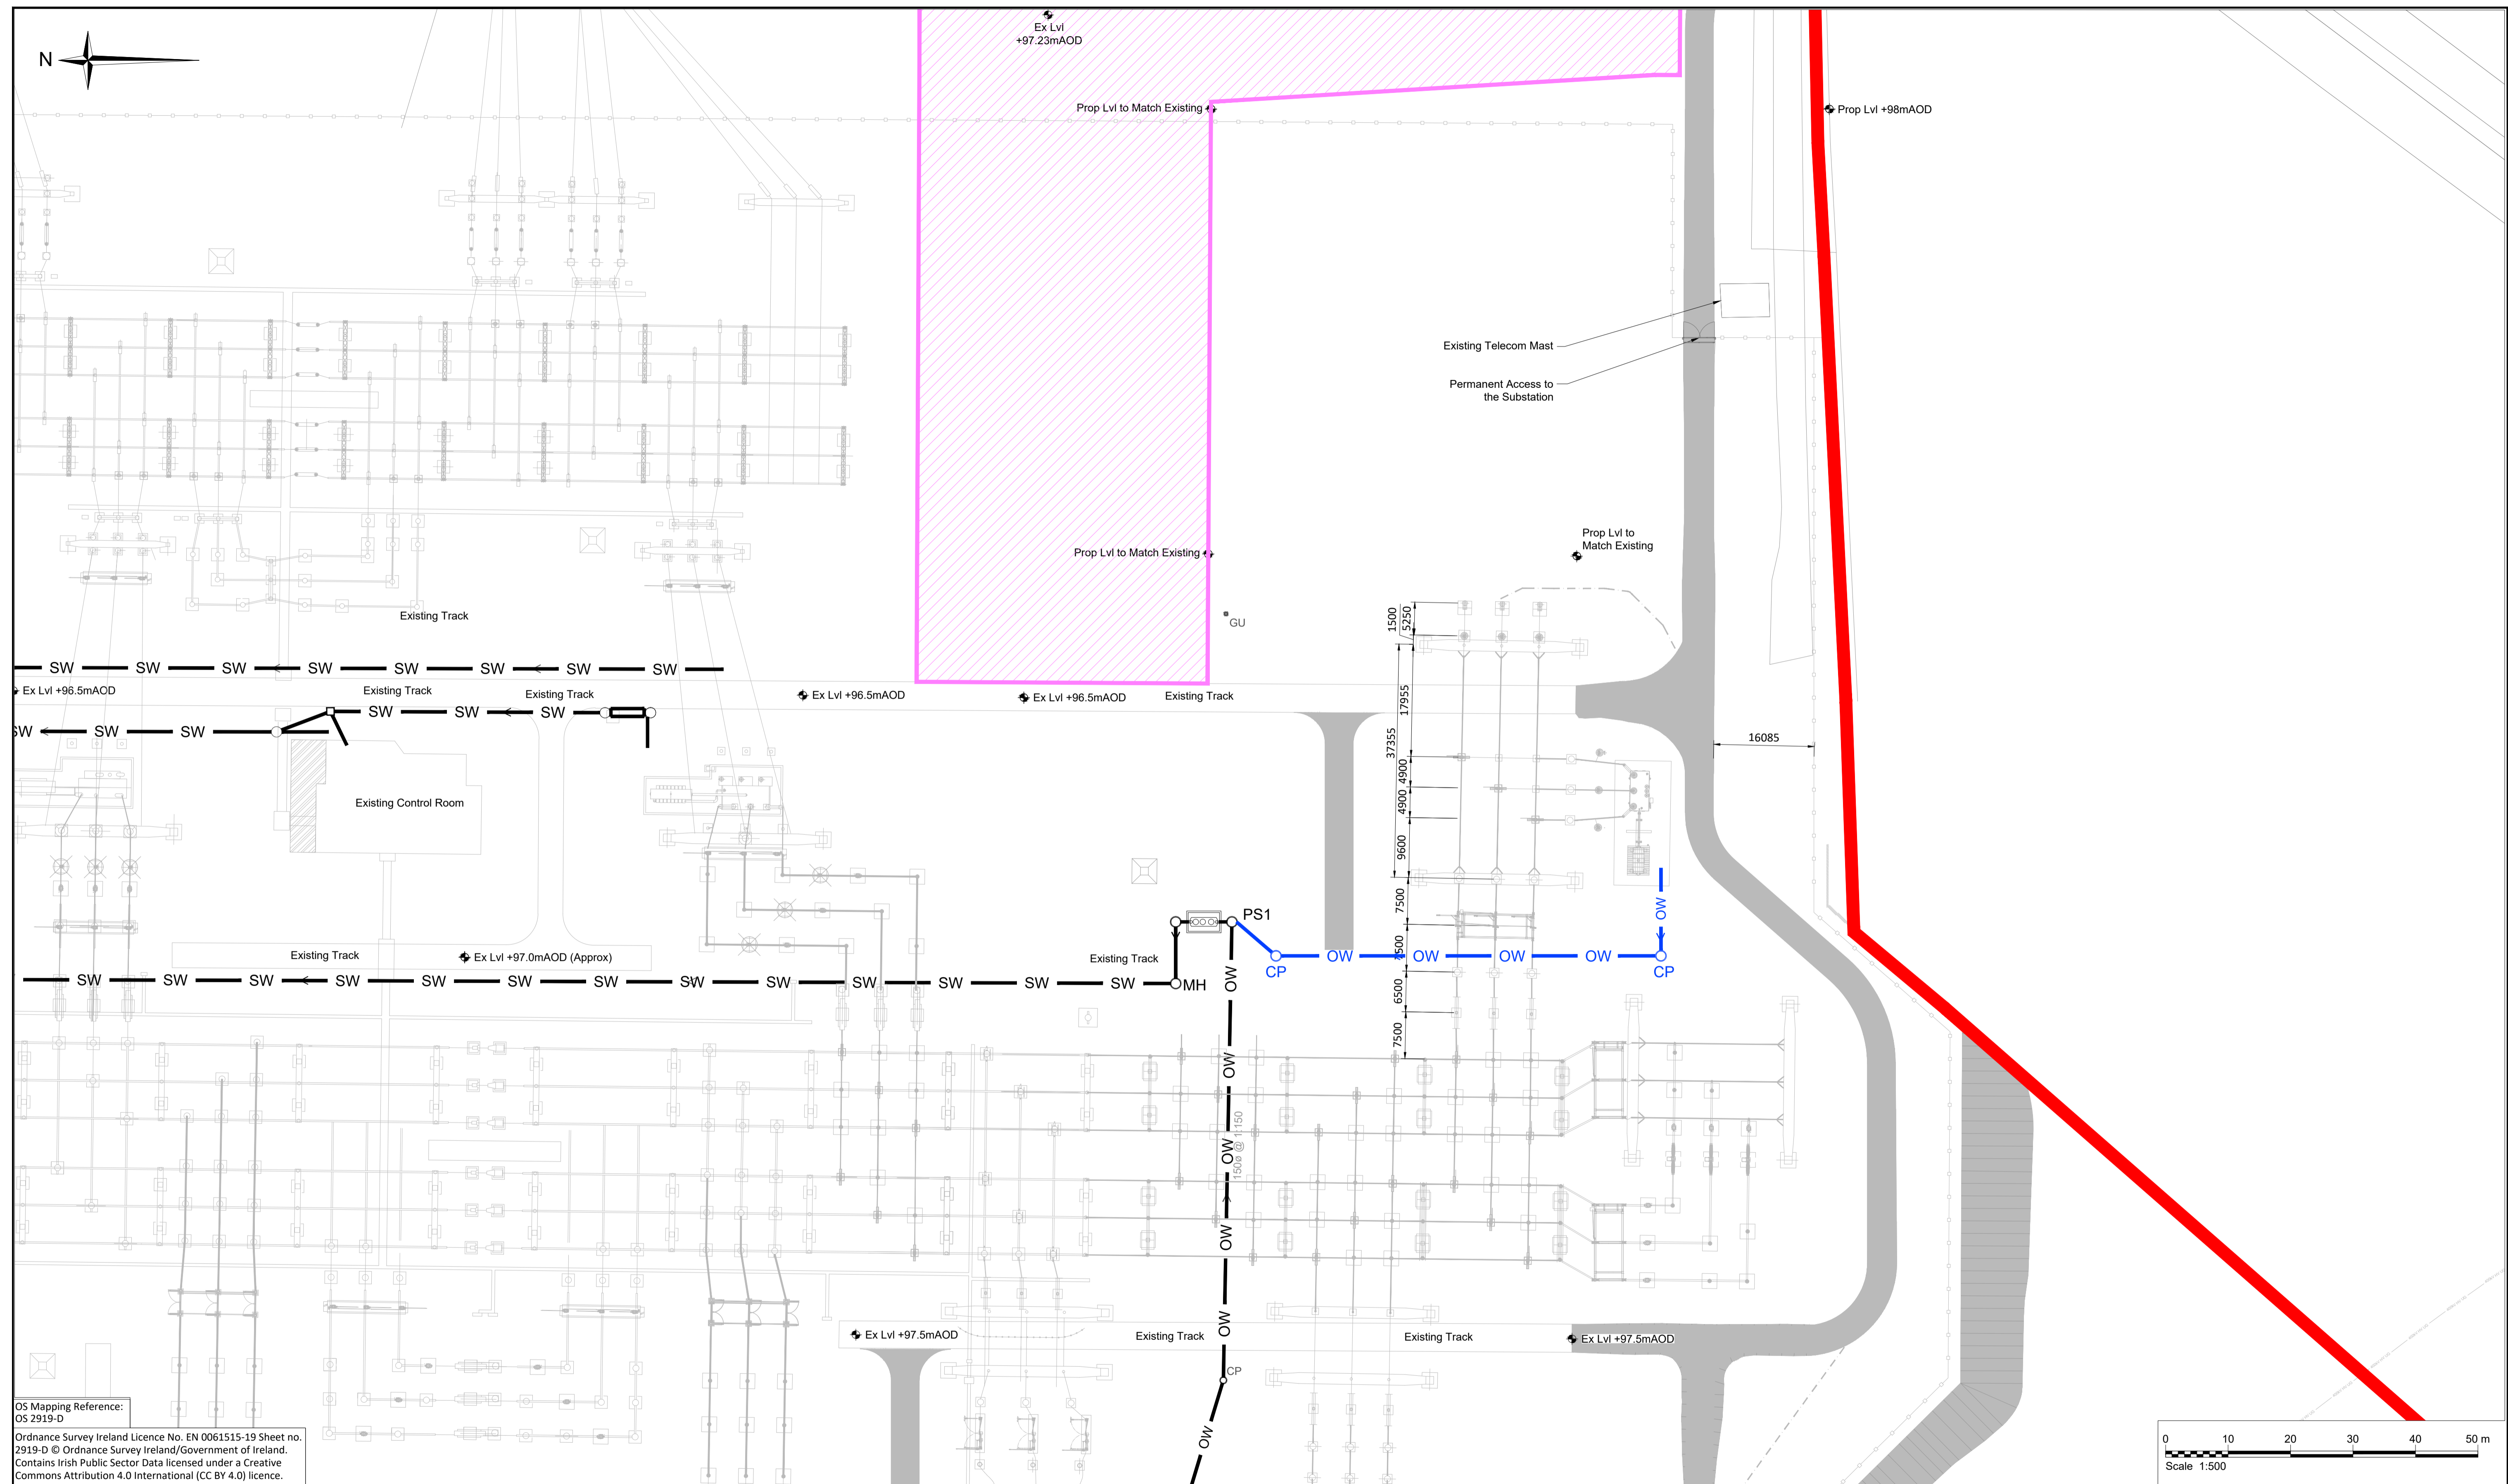 N
Ex Lvl
+97.23mAOD
Prop Lvl to Match Existing
Prop Lvl +98mAOD
Existing Telecom Mast
Permanent Access to
the Substation
Prop Lvl to
Match Existing
Prop Lvl to Match Existing
Existing Track
GU
1500
5250
SW SW SW SW SW SW SW SW
Ex Lvl +96.5mAOD
Existing Track
Existing Track
Ex Lvl +96.5mAOD
Ex Lvl +96.5mAOD
Existing Track
17955
SW SW SW
SW SW SW
37355
16085
4900
4900
9600
Existing Control Room
7500
PS1
OW
Existing Track
Ex Lvl +97.0mAOD (Approx)
Existing Track
7500
CP
OW OW OW OW
CP
SW SW SW SW SW SW SW SW SW SW SW SW SW
MH
OW
6500
7500
OW
OW
150ø @ 1:150
OW
OW
Ex Lvl +97.5mAOD
Existing Track
Existing Track
Ex Lvl +97.5mAOD
CP
OW
OS Mapping Reference:
OS 2919-D
Ordnance Survey Ireland Licence No. EN 0061515-19 Sheet no.
2919-D © Ordnance Survey Ireland/Government of Ireland.
Contains Irish Public Sector Data licensed under a Creative
Commons Attribution 4.0 International (CC BY 4.0) licence.
0 10 20 30 40 50 m
Scale 1:500